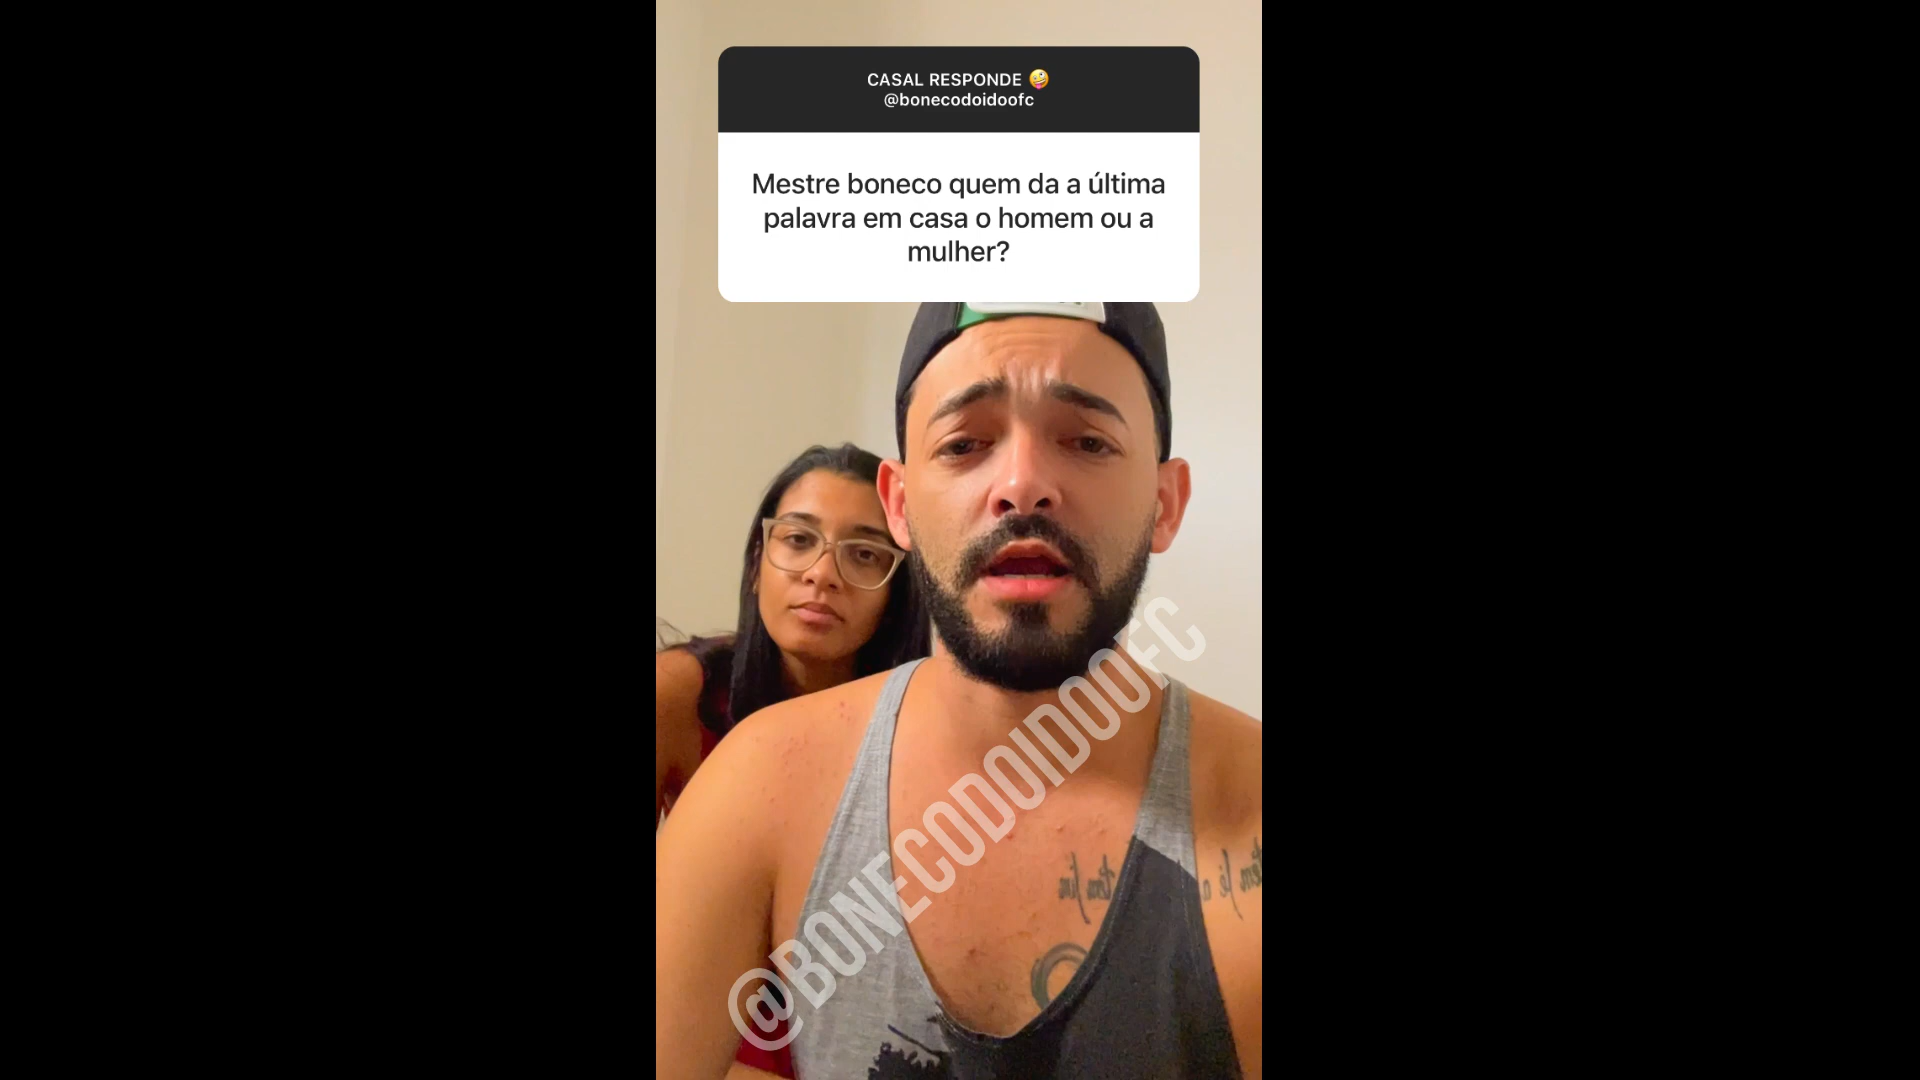 CASAL RESPONDE 🤪
@bonecodoidoofc
Mestre boneco quem da a última
palavra em casa o homem ou a
mulher?
@BONECODOIDOOFC